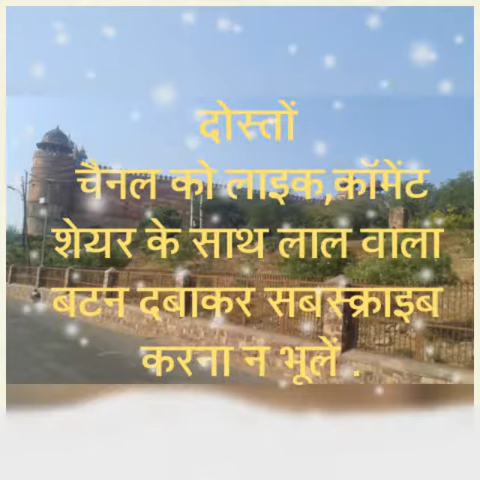 दोस्तों
चैनल को लाइक,कॉमेंट
शेयर के साथ लाल वाला
बटन दबाकर सबस्क्राइब
करना न भूलें .